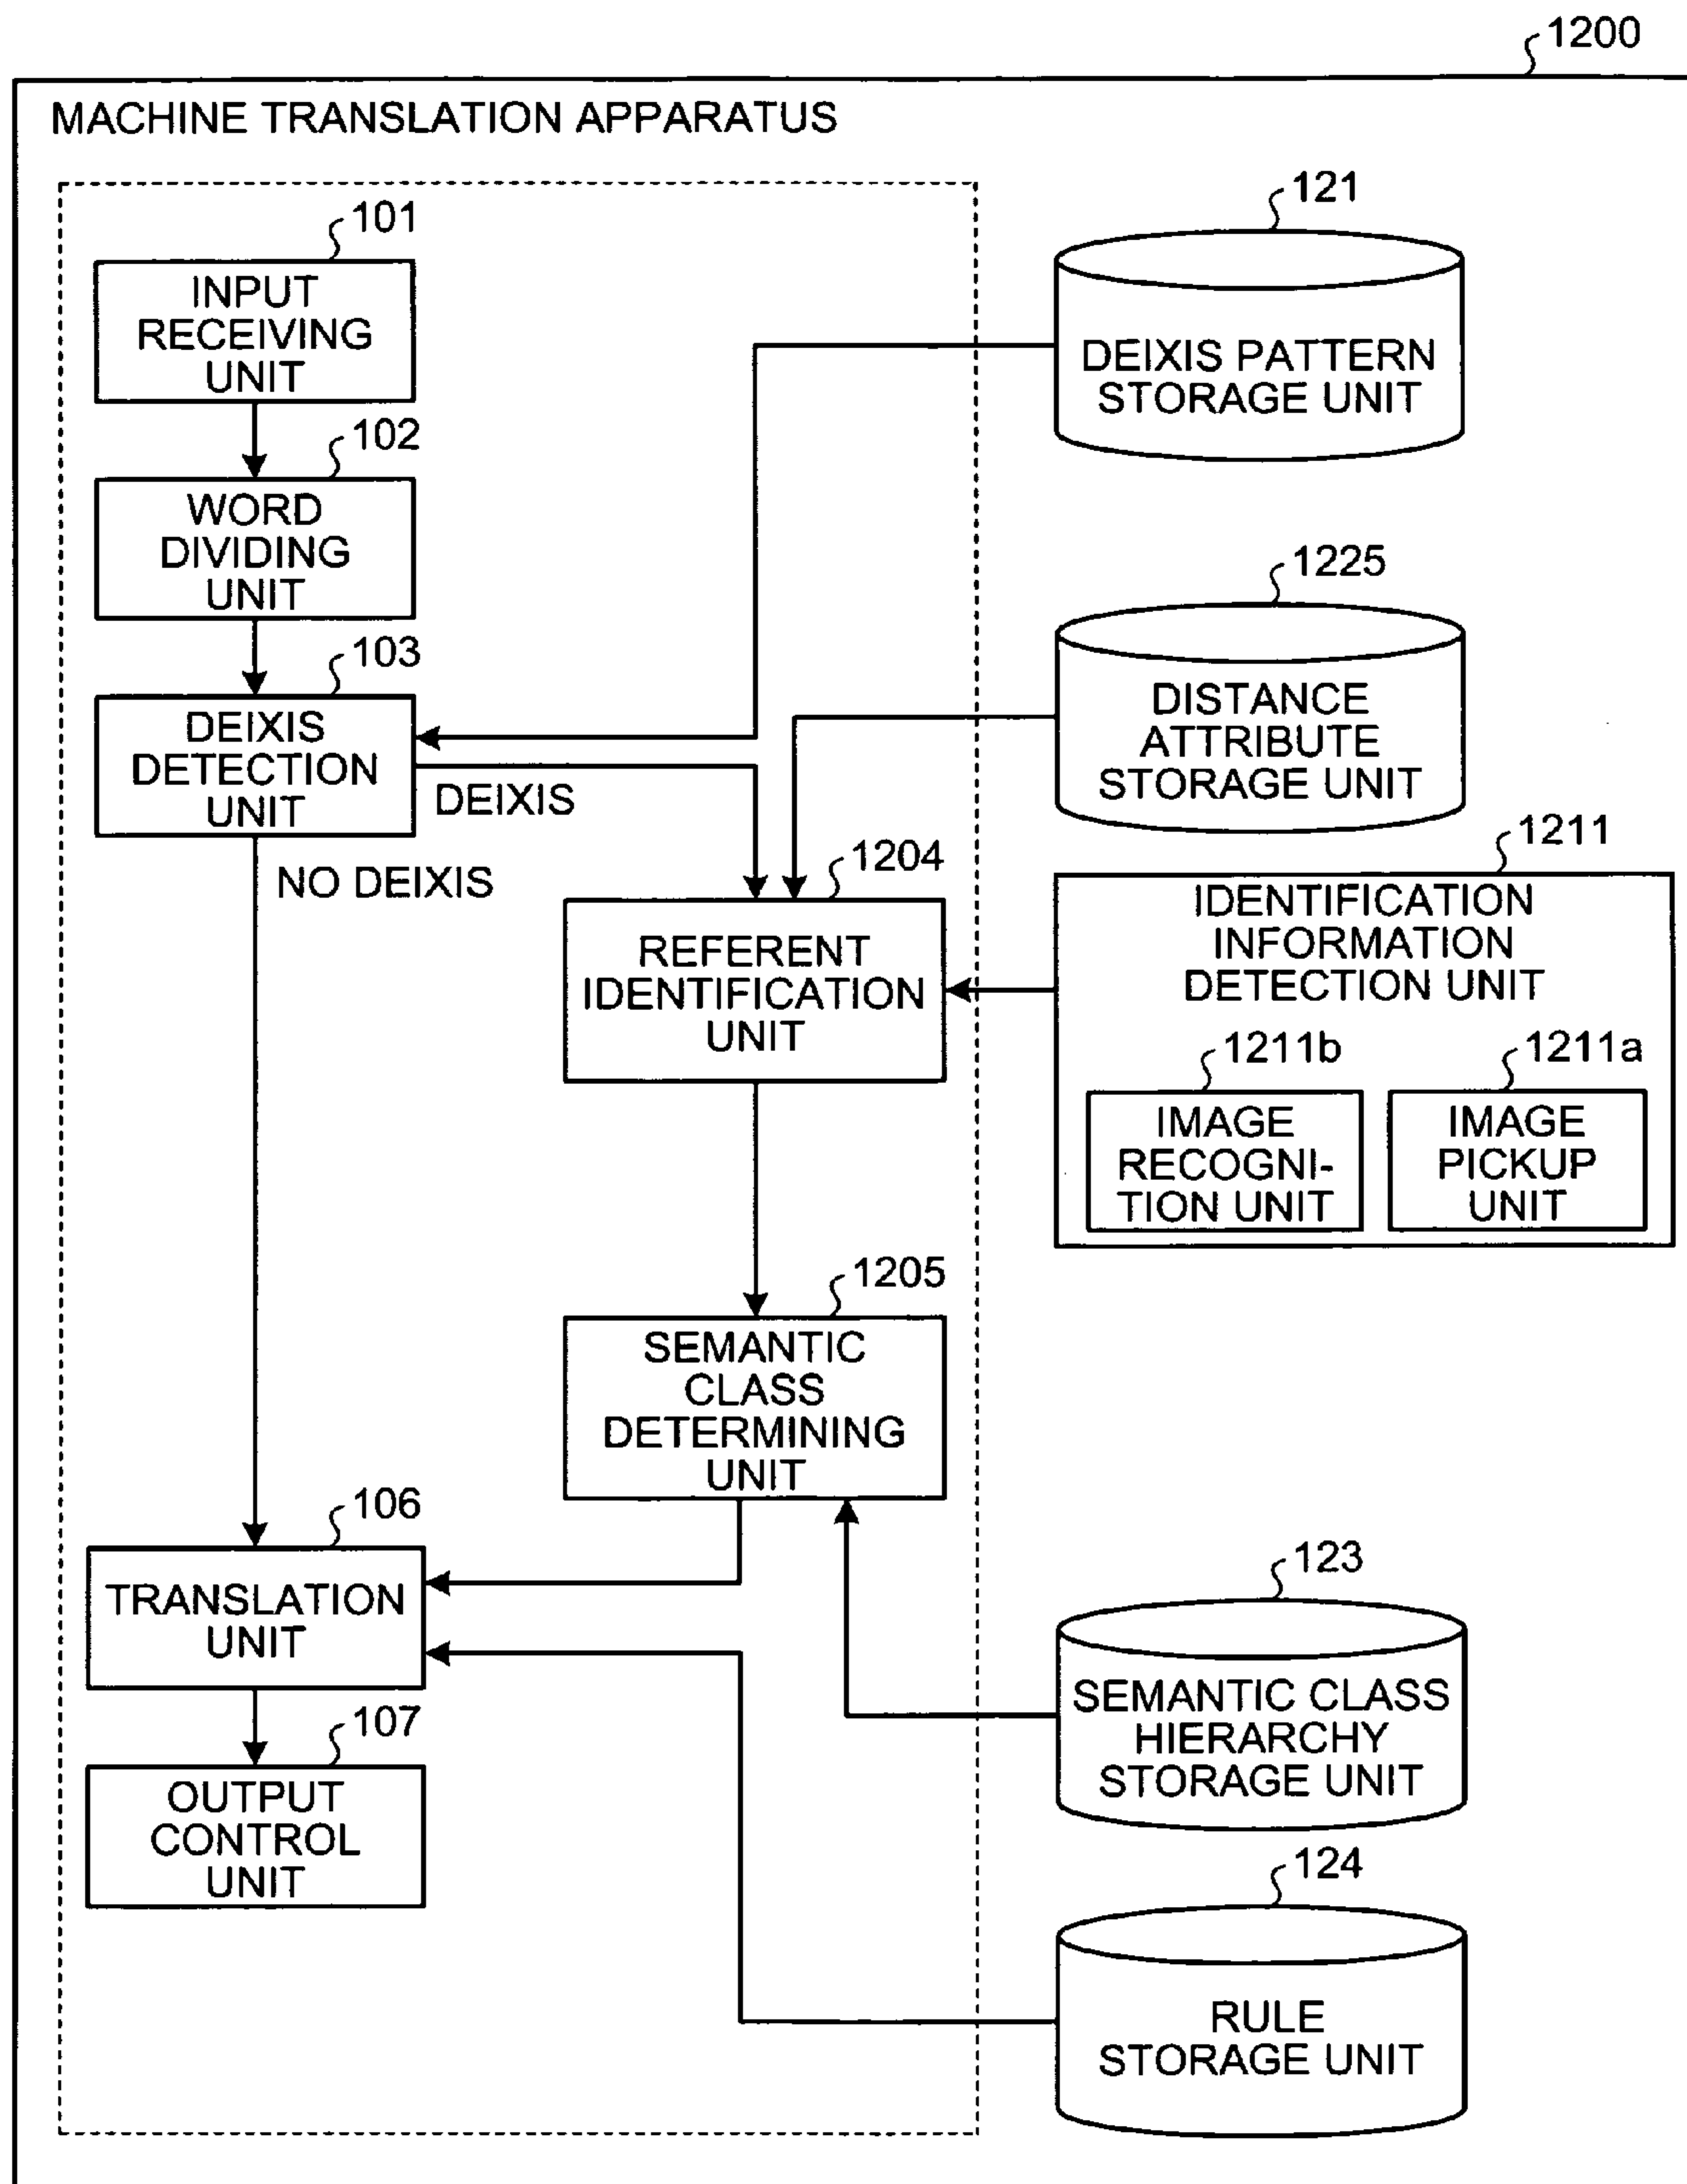 1200
MACHINE TRANSLATION APPARATUS
101
INPUT
RECEIVING
UNIT
102
WORD
DIVIDING
UNIT
103
DEIXIS
DETECTION
UNIT
DEIXIS
NO DEIXIS
121
DEIXIS PATTERN
STORAGE UNIT
1225
DISTANCE
ATTRIBUTE
STORAGE UNIT
1204
REFERENT
IDENTIFICATION
UNIT
1211
IDENTIFICATION
INFORMATION
DETECTION UNIT
1211b
IMAGE
RECOGNI-
TION UNIT
1211a
IMAGE
PICKUP
UNIT
1205
SEMANTIC
CLASS
DETERMINING
UNIT
106
TRANSLATION
UNIT
107
OUTPUT
CONTROL
UNIT
123
SEMANTIC CLASS
HIERARCHY
STORAGE UNIT
124
RULE
STORAGE UNIT